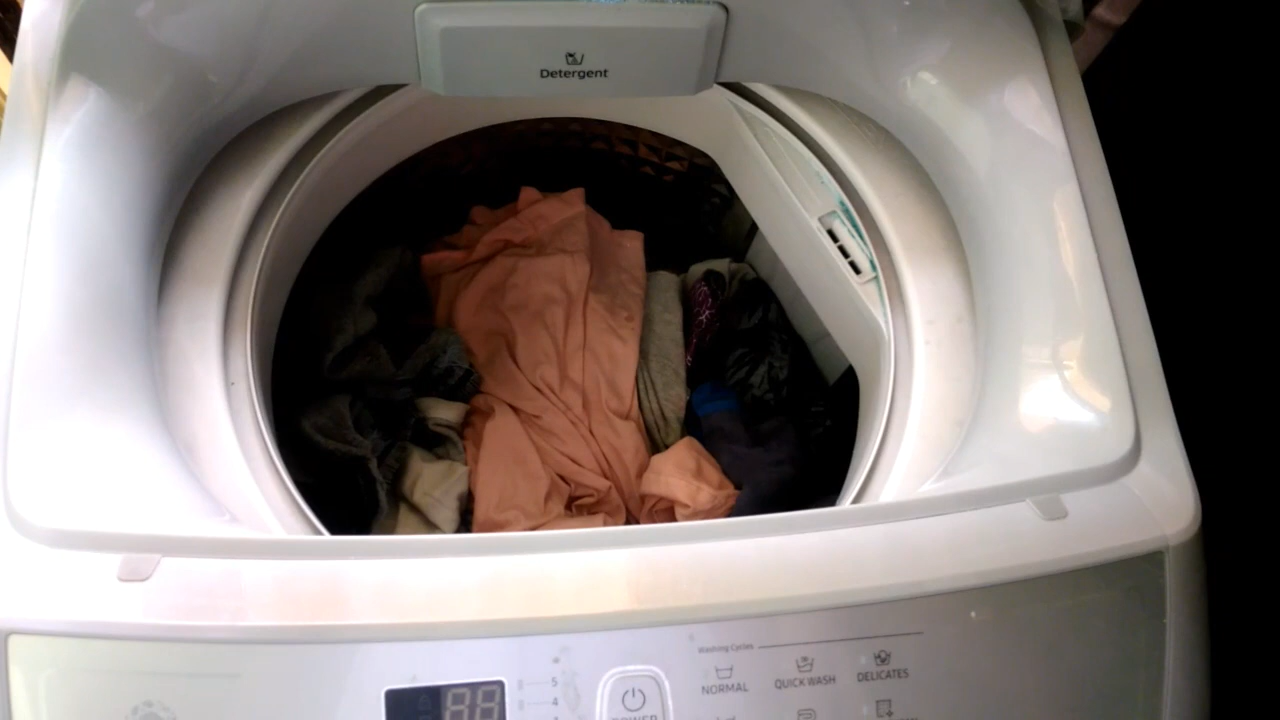 Detergent
Washing Cycles
NORMAL
QUICK WASH
DELICATES
5
4
88
POWER